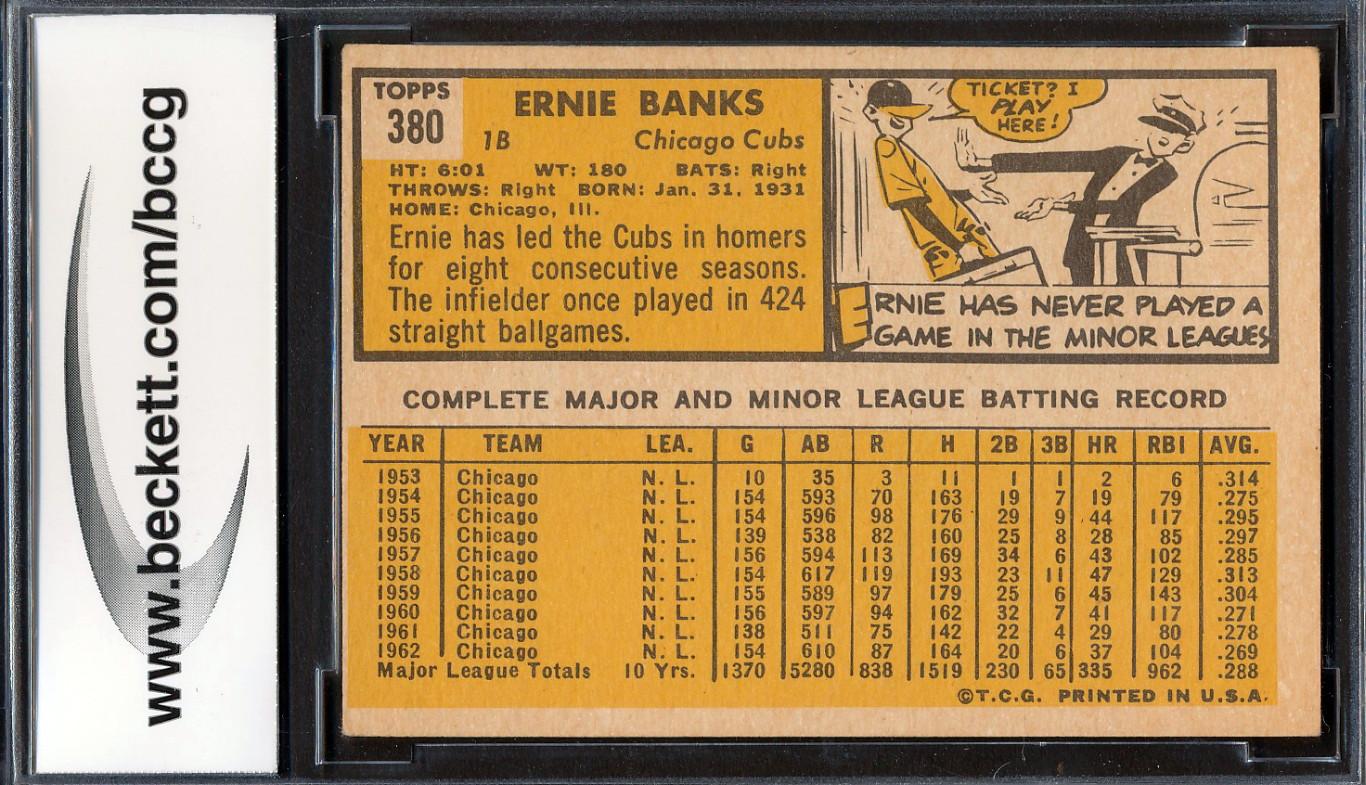 www.beckett.com/bccg
TOPPS
380
ERNIE BANKS
1B Chicago Cubs
HT: 6:01 WT: 180 BATS: Right
THROWS: Right BORN: Jan. 31, 1931
HOME: Chicago, Ill.
Ernie has led the Cubs in homers
for eight consecutive seasons.
The infielder once played in 424
straight ballgames.
TICKET? I
PLAY
HERE!
ERNIE HAS NEVER PLAYED A
GAME IN THE MINOR LEAGUES
COMPLETE MAJOR AND MINOR LEAGUE BATTING RECORD
YEAR TEAM LEA. G AB R H 2B 3B HR RBI AVG.
1953 Chicago N. L. 10 35 3 11 1 1 2 6 .314
1954 Chicago N. L. 154 593 70 163 19 7 19 79 .275
1955 Chicago N. L. 154 596 98 176 29 9 44 117 .295
1956 Chicago N. L. 139 538 82 160 25 8 28 85 .297
1957 Chicago N. L. 156 594 113 169 34 6 43 102 .285
1958 Chicago N. L. 154 617 119 193 23 11 47 129 .313
1959 Chicago N. L. 155 589 97 179 25 6 45 143 .304
1960 Chicago N. L. 156 597 94 162 32 7 41 117 .271
1961 Chicago N. L. 138 511 75 142 22 4 29 80 .278
1962 Chicago N. L. 154 610 87 164 20 6 37 104 .269
Major League Totals 10 Yrs. 1370 5280 838 1519 230 65 335 962 .288
©T.C.G. PRINTED IN U.S.A.